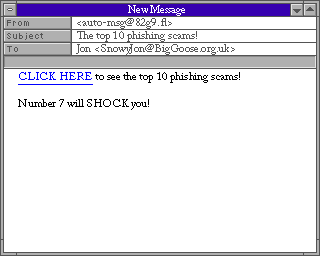 New Message
From <auto-msg@82g9.fl>
Subject The top 10 phishing scams!
To Jon <SnowyJon@BigGoose.org.uk>
CLICK HERE to see the top 10 phishing scams!
Number 7 will SHOCK you!